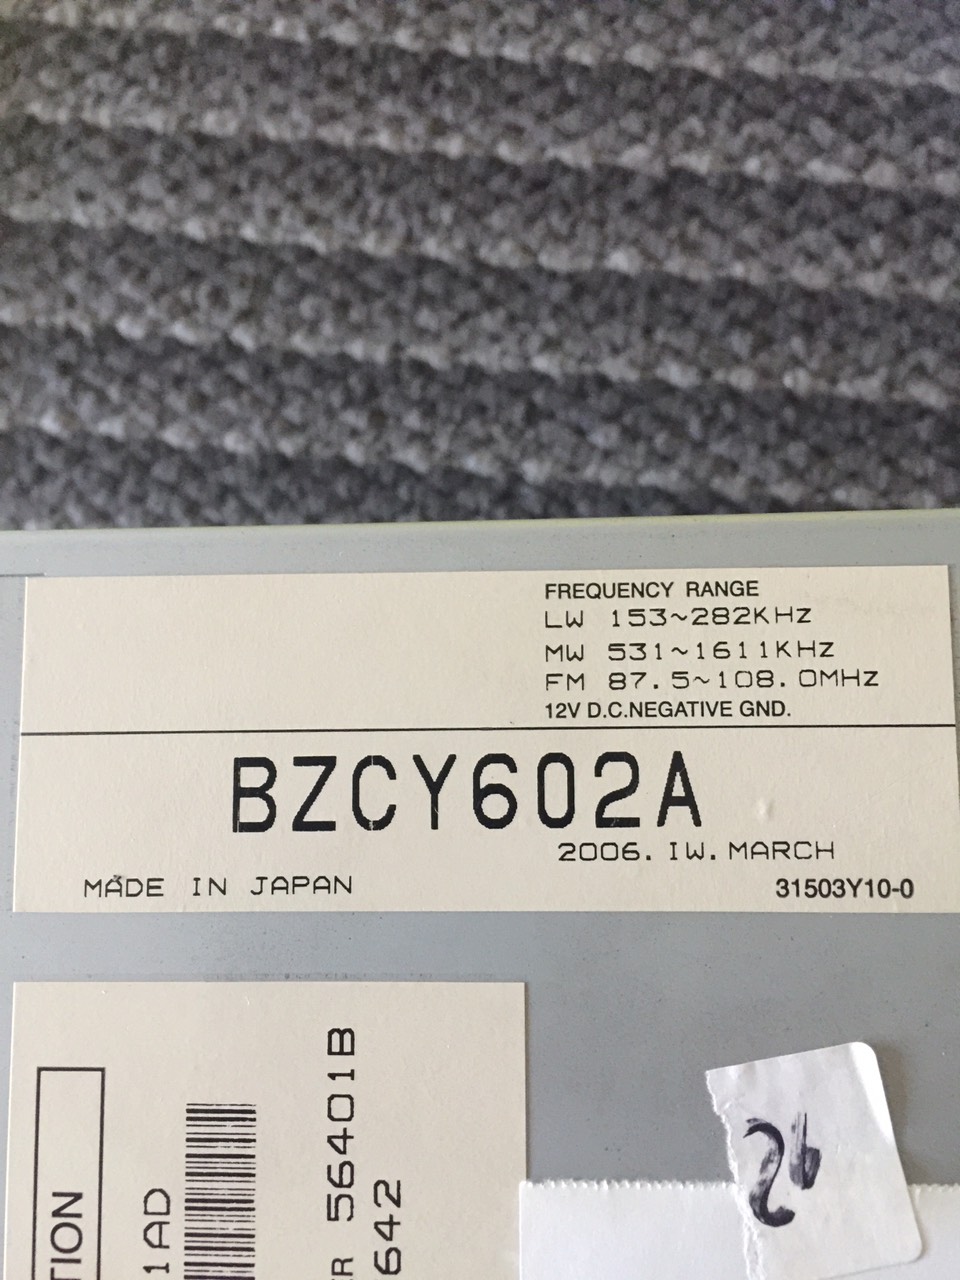 FREQUENCY RANGE
LW 153~282KHz
MW 531~1611KHz
FM 87.5~108.0MHz
12V D.C.NEGATIVE GND.
BZCY602A
2006. IW. MARCH
MADE IN JAPAN
31503Y10-0
TION
1AD
R 56401B
642
26